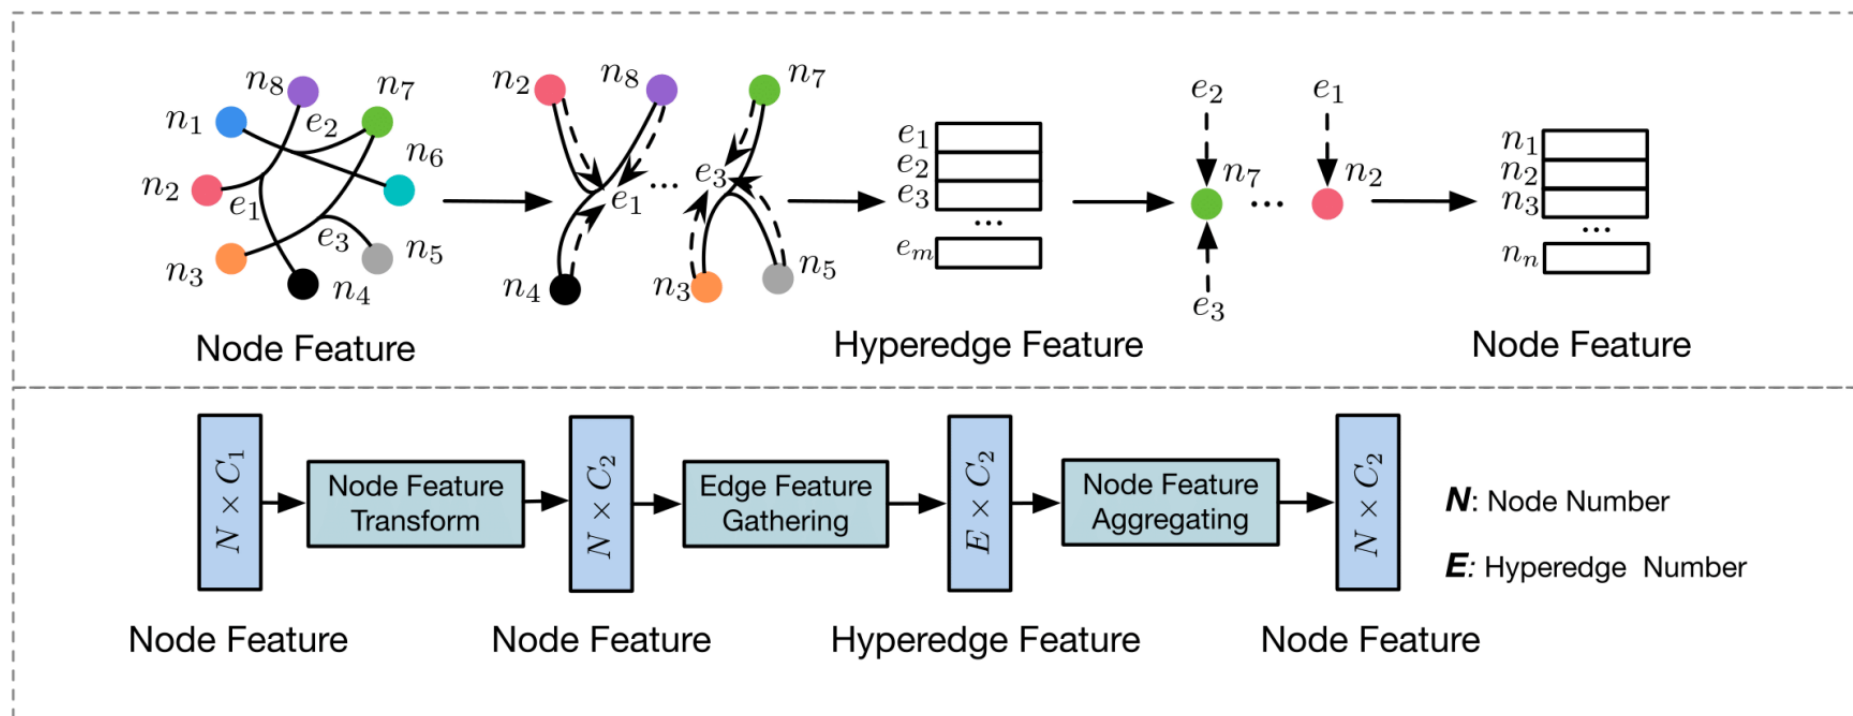 n₈
n₇
n₁
e₂
n₆
n₂
e₁
e₃
n₅
n₃
n₄
n₂
n₈
n₇
e₃
...
e₁
n₄
n₃
n₅
e₁
e₂
e₃
...
eₘ
e₂
e₁
n₇
...
n₂
e₃
n₁
n₂
n₃
...
nₙ
Node Feature
Hyperedge Feature
Node Feature
N × C₁
Node Feature
Transform
N × C₂
Edge Feature
Gathering
E × C₂
Node Feature
Aggregating
N × C₂
N: Node Number
E: Hyperedge Number
Node Feature
Node Feature
Hyperedge Feature
Node Feature